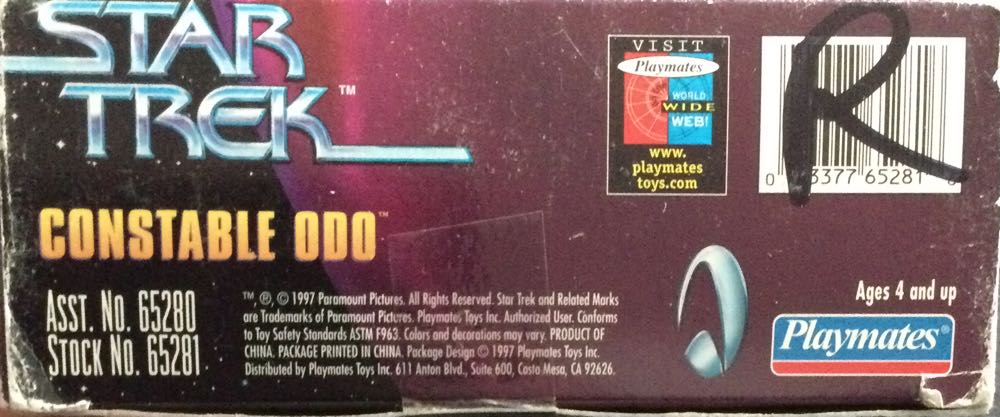 STAR
TREK™
CONSTABLE ODO™
ASST. No. 65280
STOCK No. 65281
™, ®, © 1997 Paramount Pictures. All Rights Reserved. Star Trek and Related Marks
are Trademarks of Paramount Pictures. Playmates Toys Inc. Authorized User. Conforms
to Toy Safety Standards ASTM F963. Colors and decorations may vary. PRODUCT OF
CHINA. PACKAGE PRINTED IN CHINA. Package Design © 1997 Playmates Toys Inc.
Distributed by Playmates Toys Inc. 611 Anton Blvd., Suite 600, Costa Mesa, CA 92626.
VISIT
Playmates
WORLD
WIDE
WEB!
www.
playmates
toys.com
R
0 3377 65281
Ages 4 and up
Playmates®